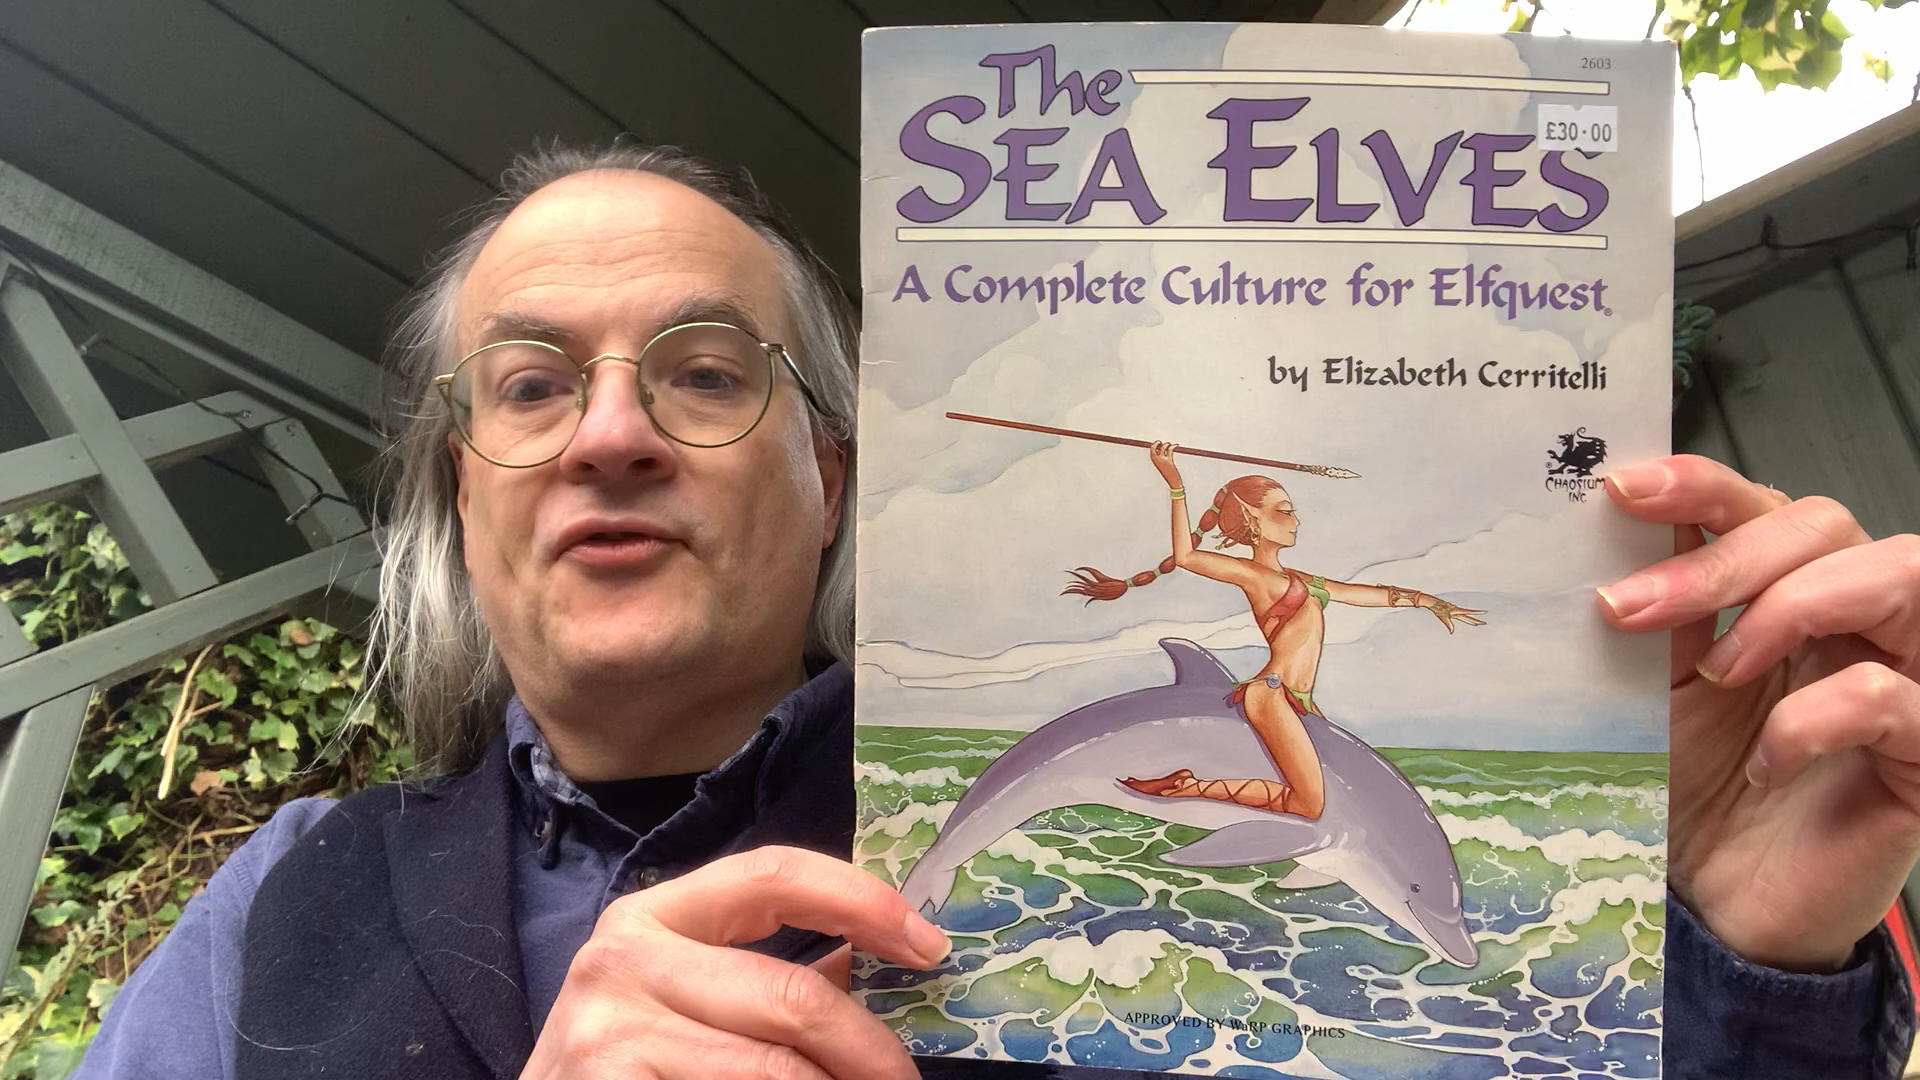 2603
The
£30·00
SEA ELVES
A Complete Culture for Elfquest®
by Elizabeth Cerritelli
®
CHAOSIUM
INC
APPROVED BY WaRP GRAPHICS